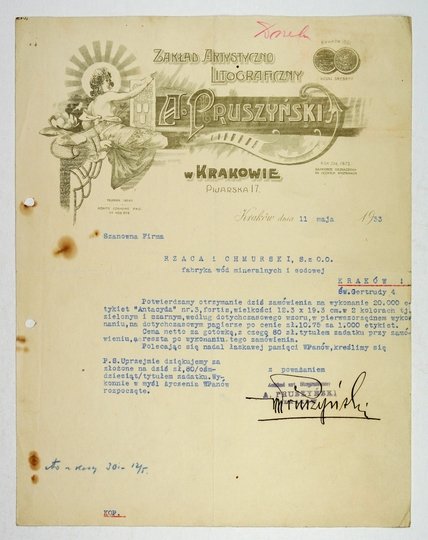 ZAKŁAD ARTYSTYCZNO
LITOGRAFICZNY
A. PRUSZYŃSKI
W KRAKOWIE
PIJARSKA 17.
Kraków dnia 11 maja 1933
Szanowna Firma
RZACA i CHMURSKI, S.z O.O.
fabryka wód mineralnych i sodowej
KRAKÓW :
Św.Gertrudy 4
Potwierdzamy otrzymanie dziś zamówienia na wykonanie 20.000 e-
tykiet "Antacyda" nr.3,fortis,wielkości 12.3 x 19.3 cm.w 2 kolorach tj.
zielonym i czarnym,według dotychczasowego wzoru,w pierwszorzędnem wyko-
naniu,na dotychczasowym papierze po cenie zł.10.75 za 1.000 etykiet.
Cena netto za gotówkę,z czegę 80 zł.tytułem zadatku przy zamó-
wieniu,a reszta po wykonaniu.tego zamówienia.
Polecając się nadal łaskawej pamięci WPanów,kreślimy się
P.S.Uprzejmie dziękujemy za
złożone na dziś zł,80/ośm-
dziesiąt/tytułem zadatku.Wy-
konnie w myśl życzenia WPanów
rozpoczęte.
z poważaniem
A. PRUSZYŃSKI
KOP.